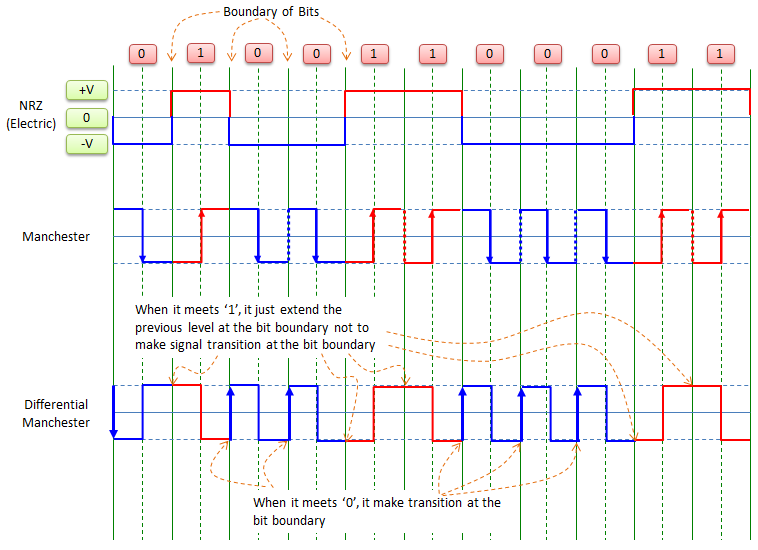 Boundary of Bits
0 1 0 0 1 1 0 0 0 1 1
+V
NRZ
(Electric)
0
-V
Manchester
When it meets ‘1’, it just extend the
previous level at the bit boundary not to
make signal transition at the bit boundary
Differential
Manchester
When it meets ‘0’, it make transition at the
bit boundary